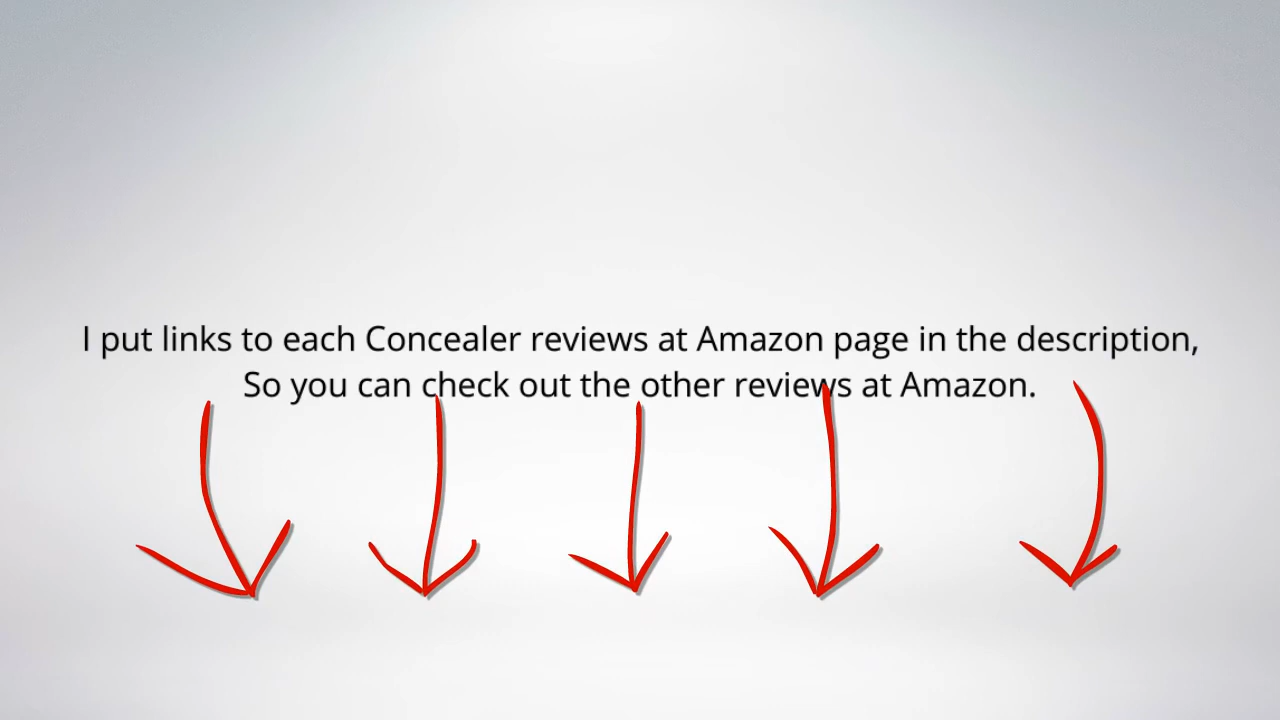 I put links to each Concealer reviews at Amazon page in the description,
So you can check out the other reviews at Amazon.